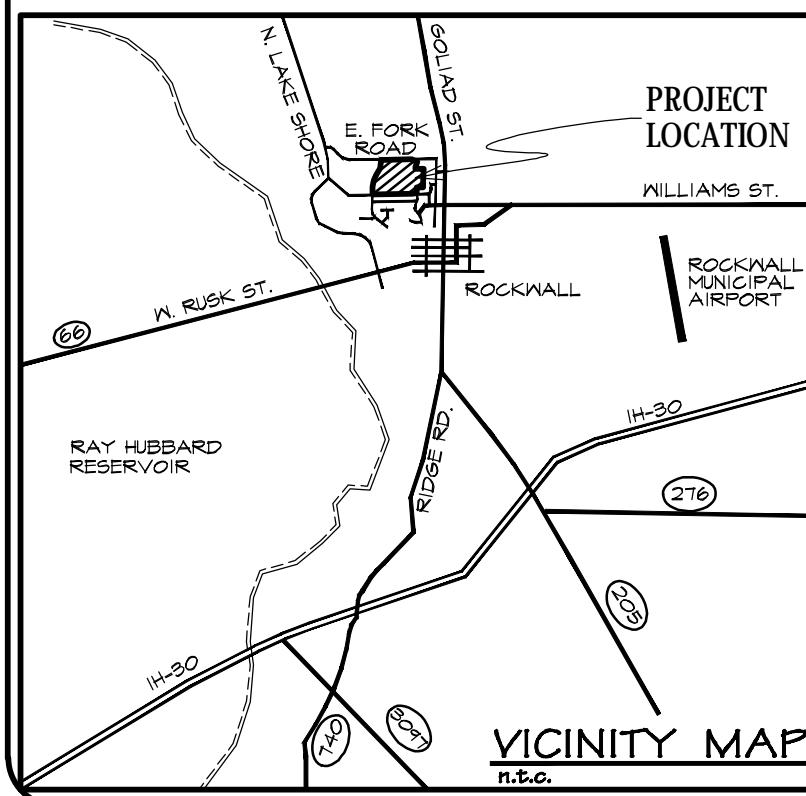 N. LAKE SHORE
GOLIAD ST.
PROJECT
LOCATION
E. FORK
ROAD
WILLIAMS ST.
ROCKWALL
MUNICIPAL
AIRPORT
ROCKWALL
W. RUSK ST.
66
IH-30
RIDGE RD.
RAY HUBBARD
RESERVOIR
276
205
IH-30
740
3097
VICINITY MAP
n.t.c.